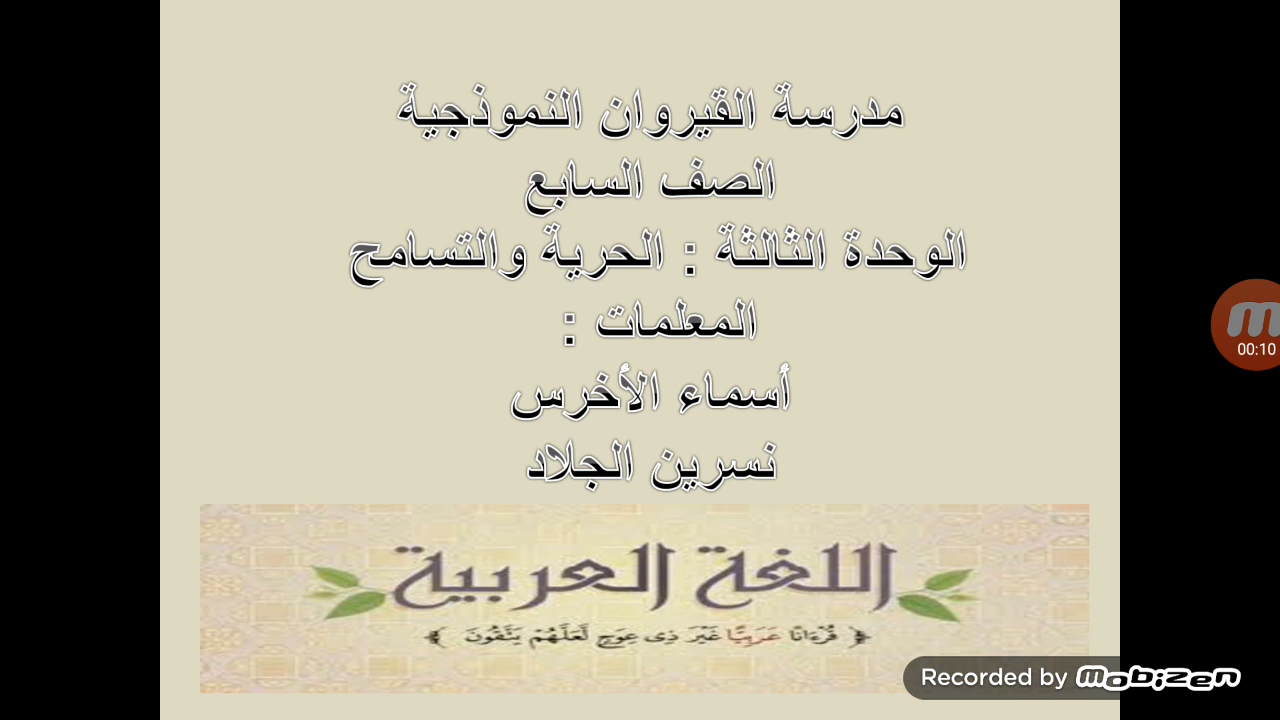 مدرسة القيروان النموذجية
الصف السابع
الوحدة الثالثة : الحرية والتسامح
المعلمات :
أسماء الأخرس
نسرين الجلاد
اللغة العربية
﴿ قُرْءَانًا عَرَبِيًّا غَيْرَ ذِى عِوَجٍ لَّعَلَّهُمْ يَتَّقُونَ ﴾
00:10
Recorded by mobizen